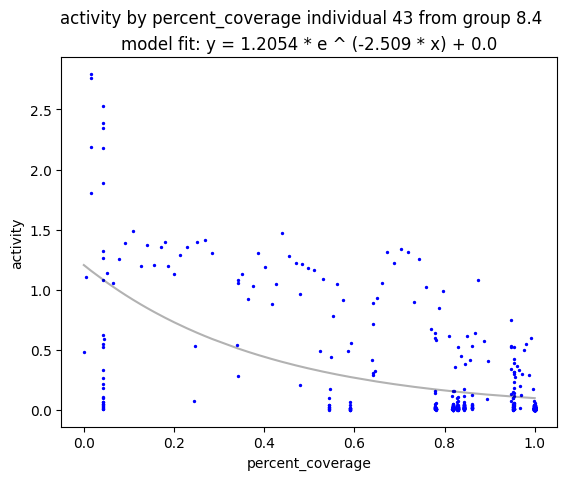 activity by percent_coverage individual 43 from group 8.4
model fit: y = 1.2054 * e ^ (-2.509 * x) + 0.0
2.5
2.0
1.5
1.0
0.5
0.0
activity
0.0 0.2 0.4 0.6 0.8 1.0
percent_coverage